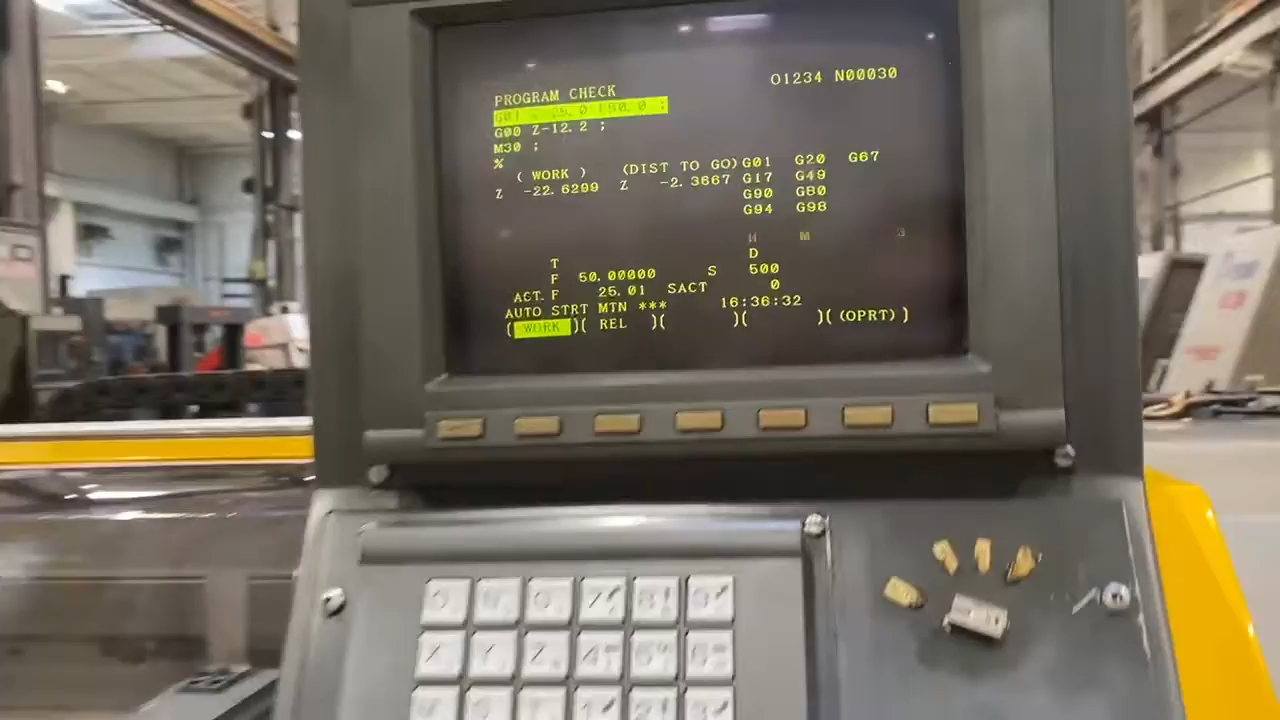 O1234 N00030
PROGRAM CHECK
G01 Z-25.0 F50.0 ;
G00 Z-12.2 ;
M30 ;
%
( WORK ) (DIST TO GO) G01 G20 G67
Z -22.6299 Z -2.3667 G17 G49
G90 G80
G94 G98
M
T D
F 50.00000 S 500
ACT. F 25.01 SACT 0
AUTO STRT MTN *** 16:36:32
( WORK )( REL )( )( )( (OPRT) )